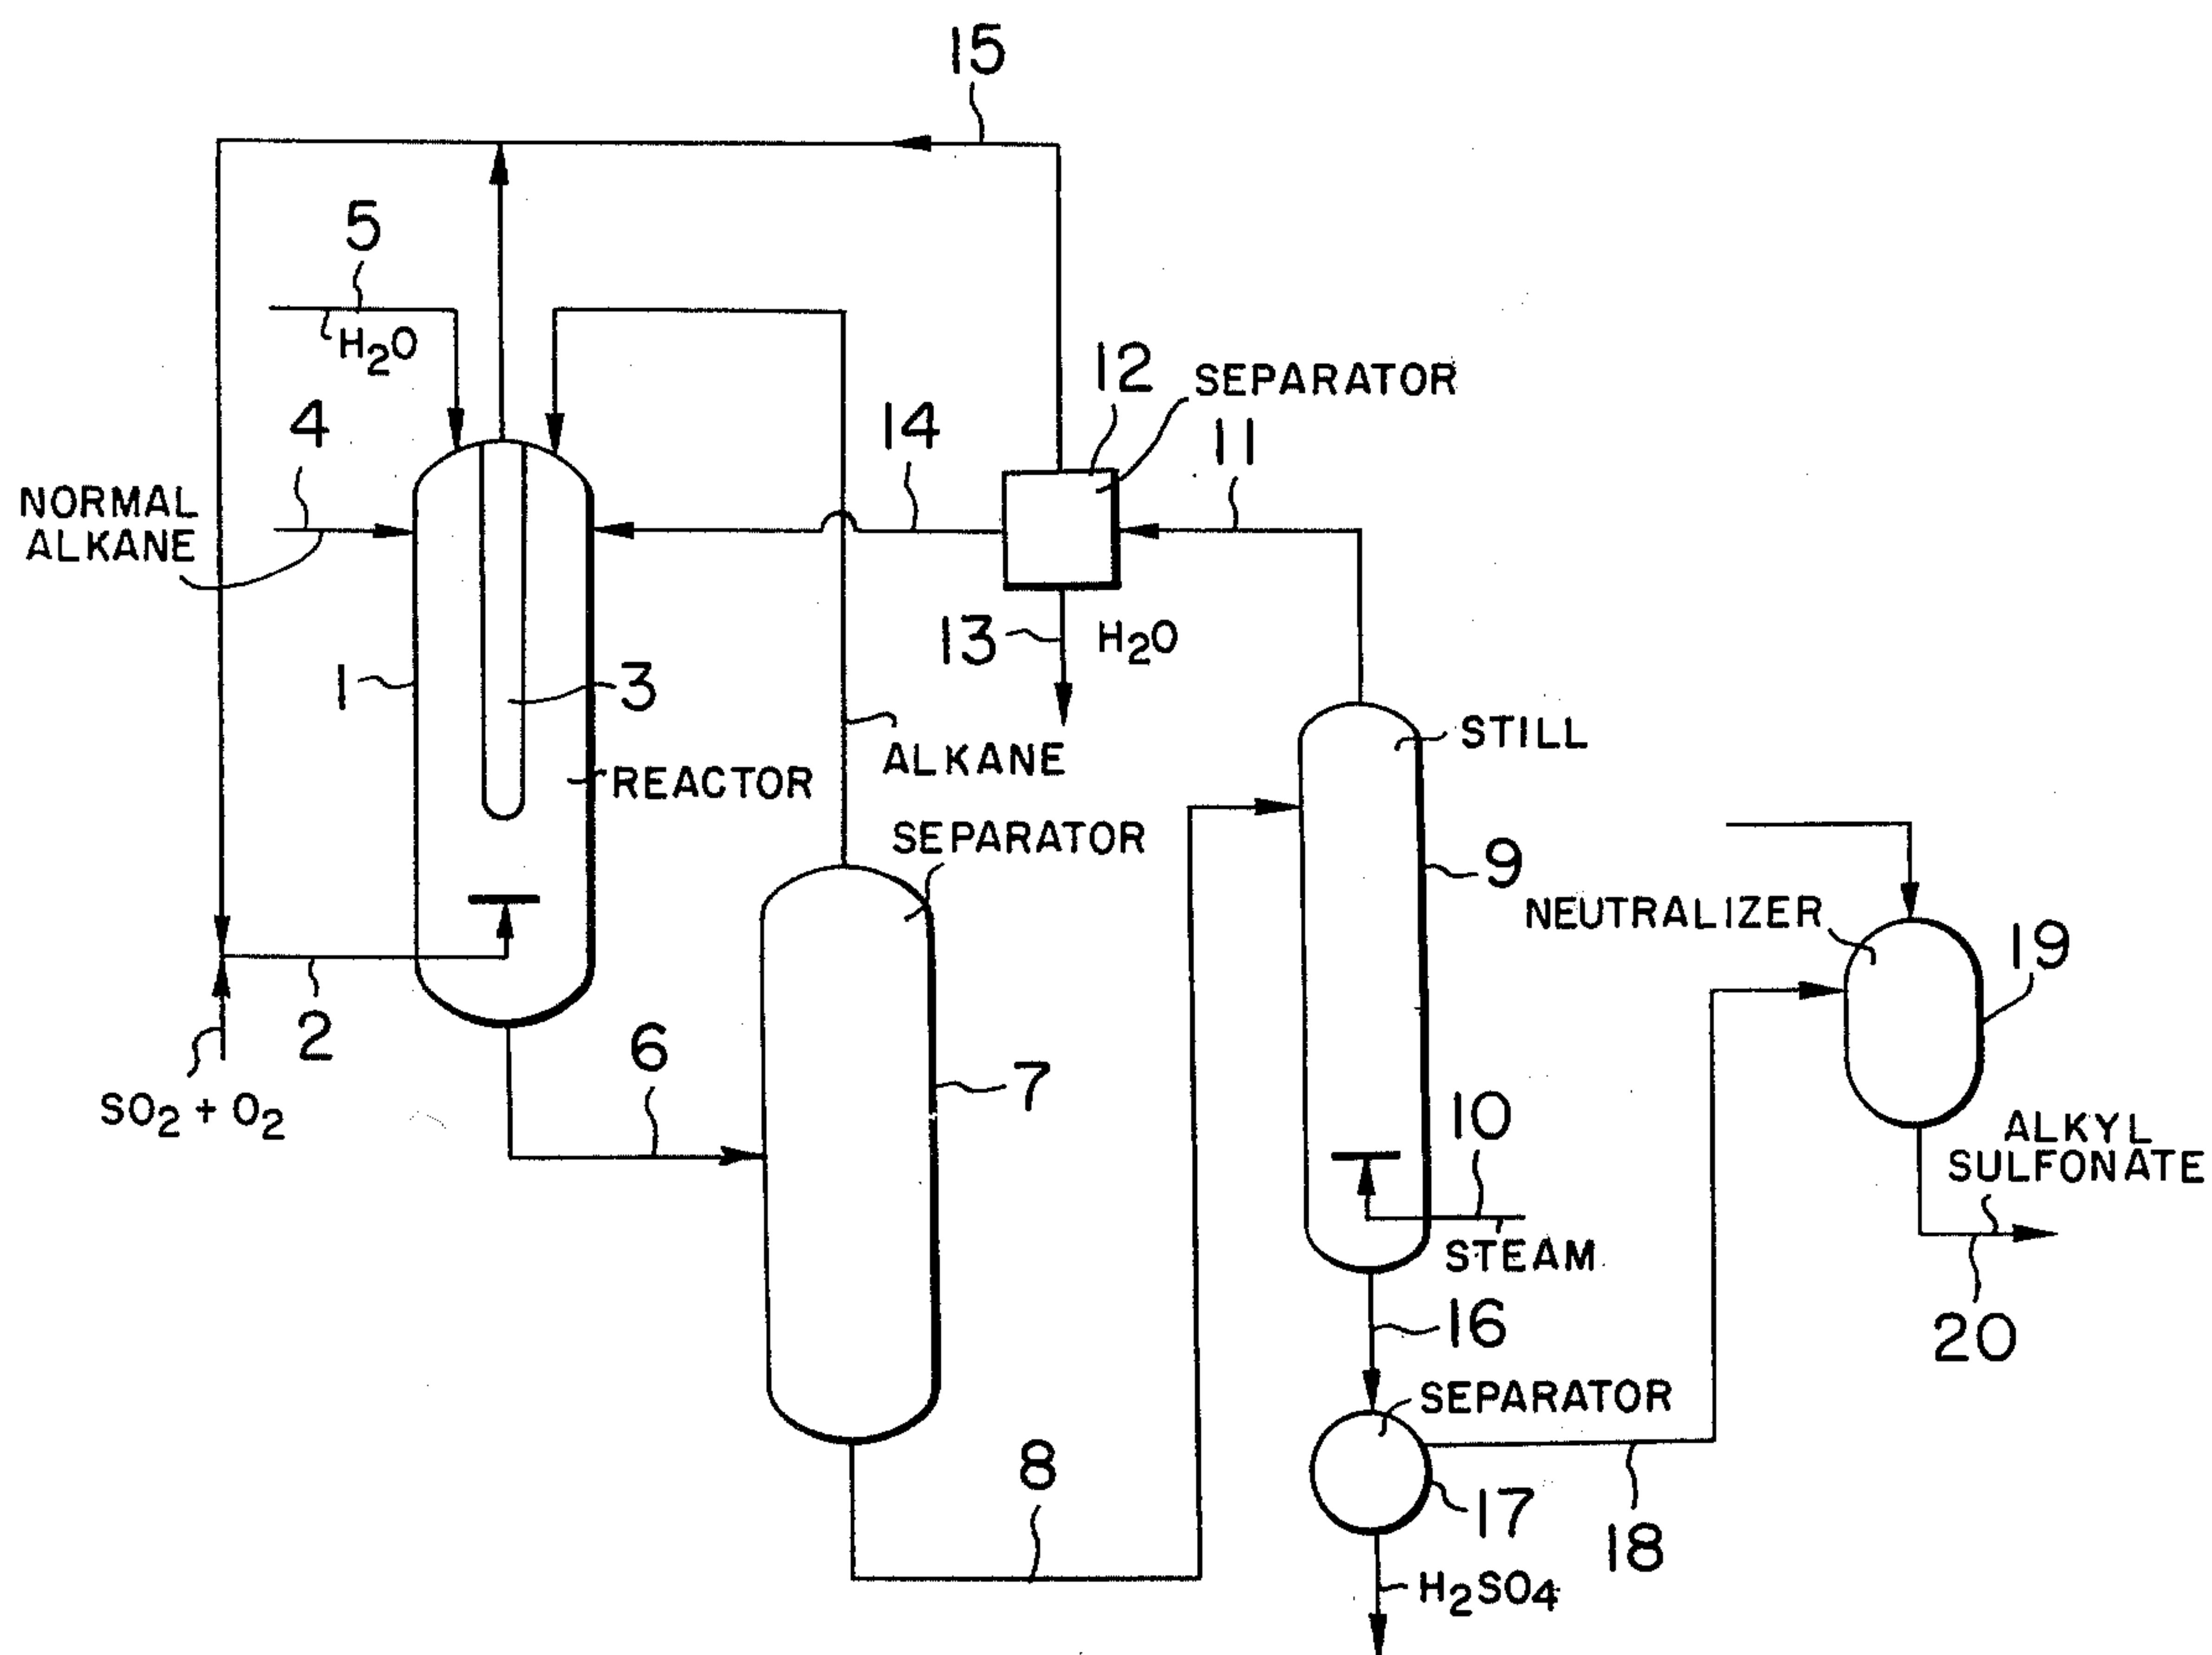 15
5
H2O
12
SEPARATOR
4
14
11
NORMAL
ALKANE
13
H2O
1
3
STILL
ALKANE
REACTOR
SEPARATOR
9
NEUTRALIZER
19
2
6
7
SO2 + O2
10
ALKYL
SULFONATE
STEAM
16
20
SEPARATOR
8
17
18
H2SO4